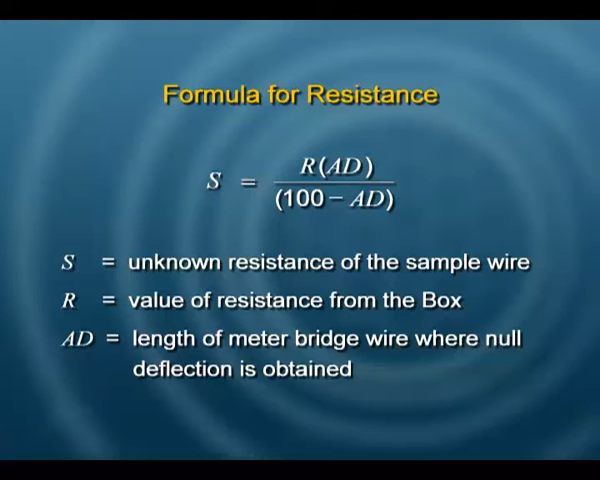 Formula for Resistance
S = R(AD) / (100 − AD)
S = unknown resistance of the sample wire
R = value of resistance from the Box
AD = length of meter bridge wire where null
deflection is obtained